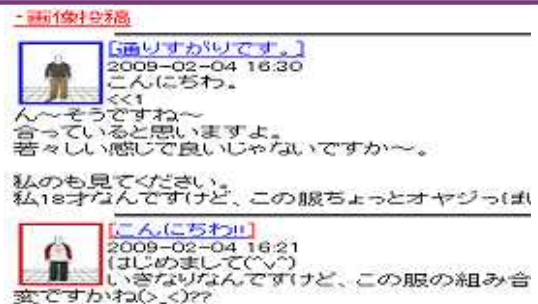 -画像投稿
[通りすがりです。]
2009-02-04 16:30
こんにちわ。
<<1
ん～そうですね～
合っていると思いますよ。
若々しい感じで良いじゃないですか～。
私のも見てください。
私18才なんですけど、この服ちょっとオヤジっぽい
[こんにちわ!!]
2009-02-04 16:21
はじめまして(^v^)
いきなりなんですけど、この服の組み合
変ですかね(>_<)??